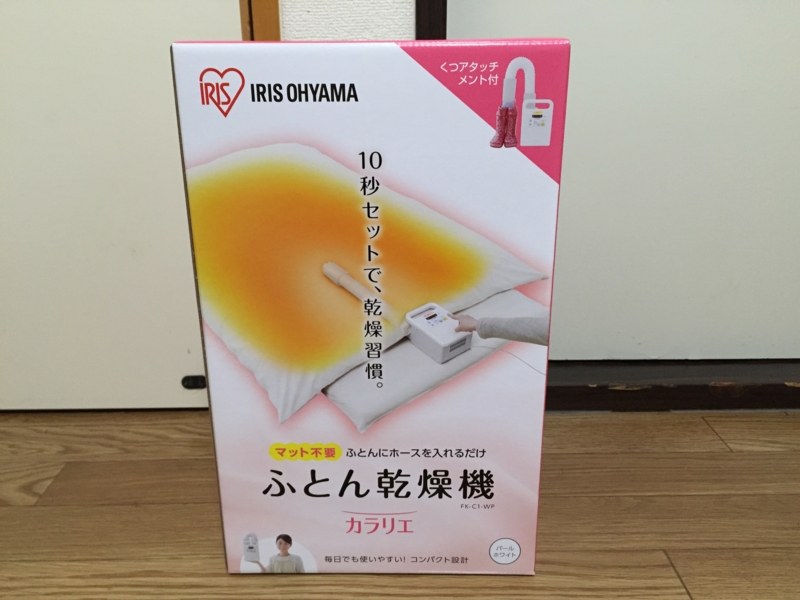 IRIS
IRIS OHYAMA
くつアタッチ
メント付
10秒セットで、乾燥習慣。
マット不要 ふとんにホースを入れるだけ
ふとん乾燥機
FK-C1-WP
カラリエ
毎日でも使いやすい! コンパクト設計
パール
ホワイト